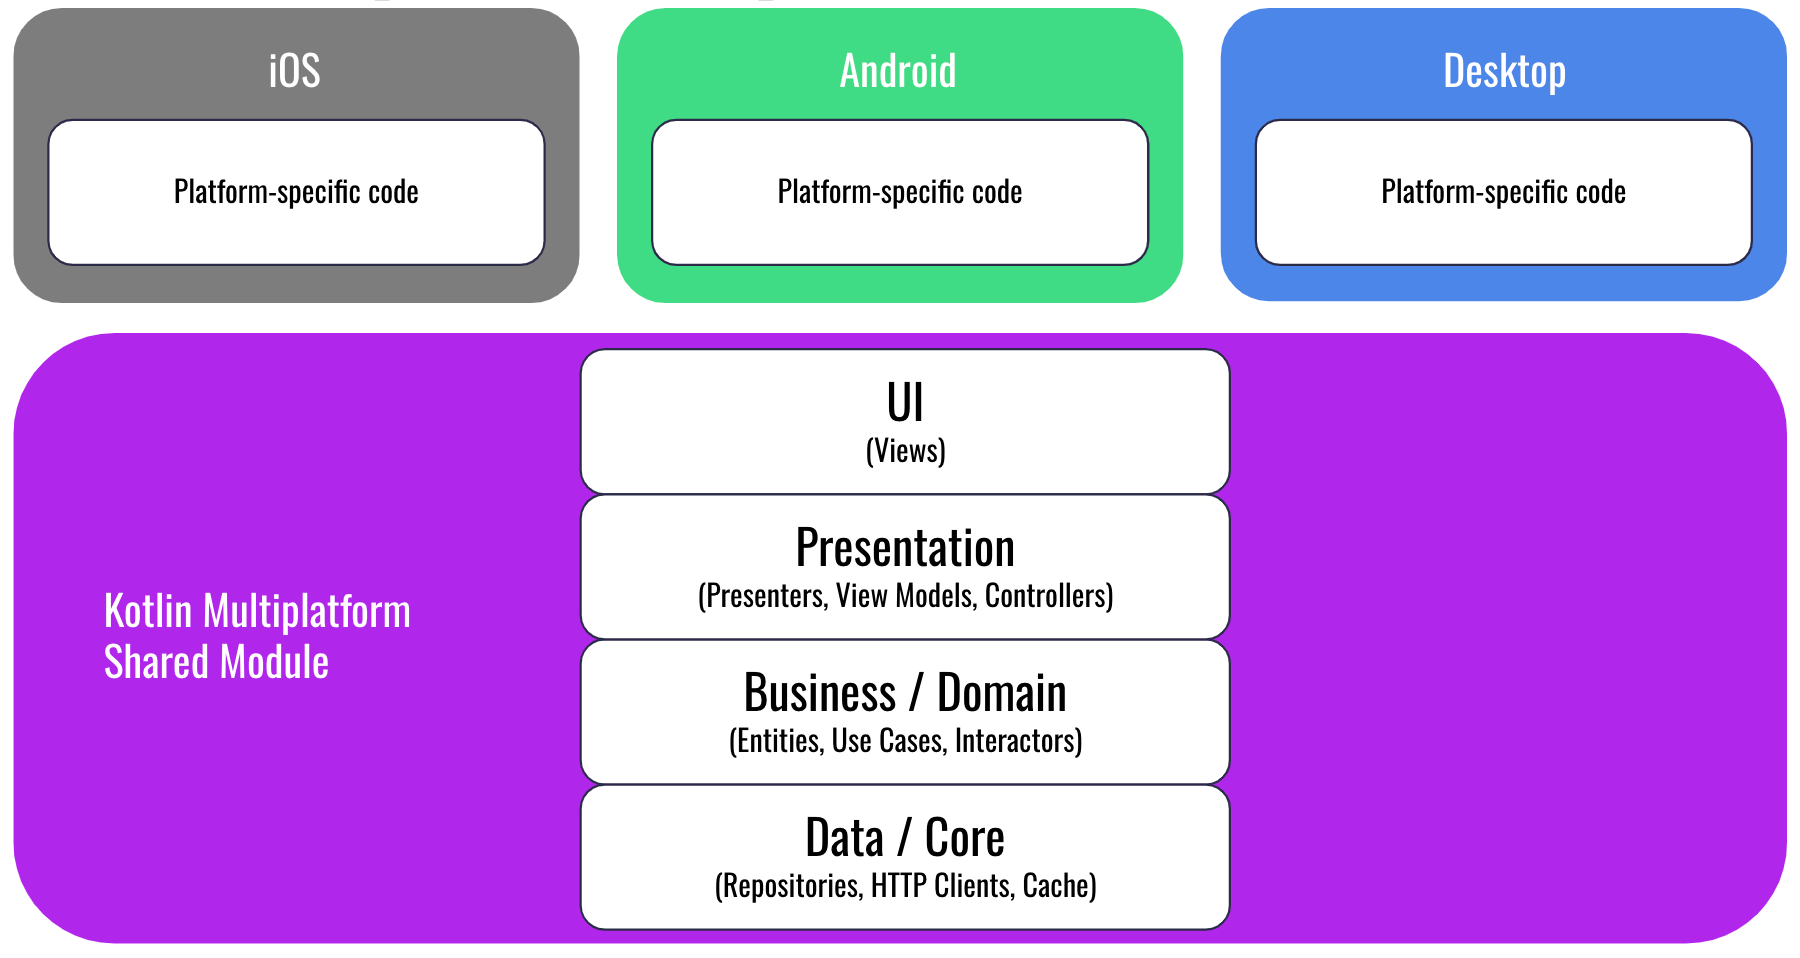 iOS
Android
Desktop
Platform-specific code
Platform-specific code
Platform-specific code
Kotlin Multiplatform
Shared Module
UI
(Views)
Presentation
(Presenters, View Models, Controllers)
Business / Domain
(Entities, Use Cases, Interactors)
Data / Core
(Repositories, HTTP Clients, Cache)